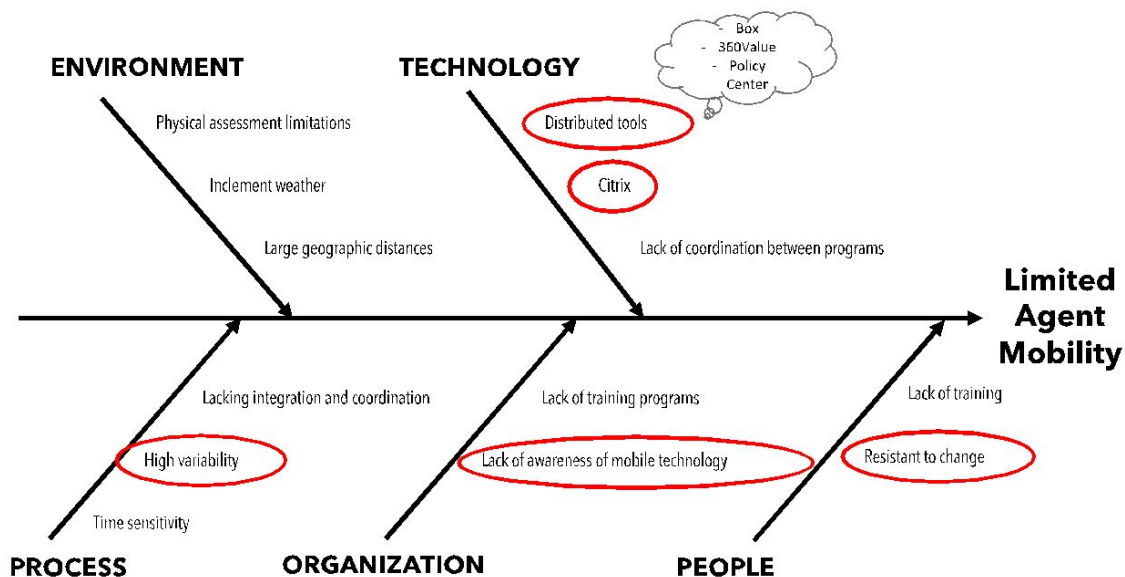 - Box
- 360Value
- Policy
Center
ENVIRONMENT
TECHNOLOGY
Physical assessment limitations
Distributed tools
Inclement weather
Citrix
Large geographic distances
Lack of coordination between programs
Limited
Agent
Mobility
Lacking integration and coordination
Lack of training programs
Lack of training
High variability
Lack of awareness of mobile technology
Resistant to change
Time sensitivity
PROCESS
ORGANIZATION
PEOPLE